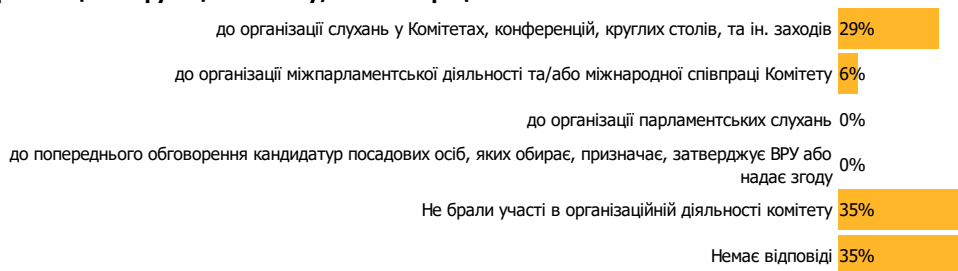 до організації слухань у Комітетах, конференцій, круглих столів, та ін. заходів 29%
до організації міжпарламентської діяльності та/або міжнародної співпраці Комітету 6%
до організації парламентських слухань 0%
до попереднього обговорення кандидатур посадових осіб, яких обирає, призначає, затверджує ВРУ або
надає згоду 0%
Не брали участі в організаційній діяльності комітету 35%
Немає відповіді 35%